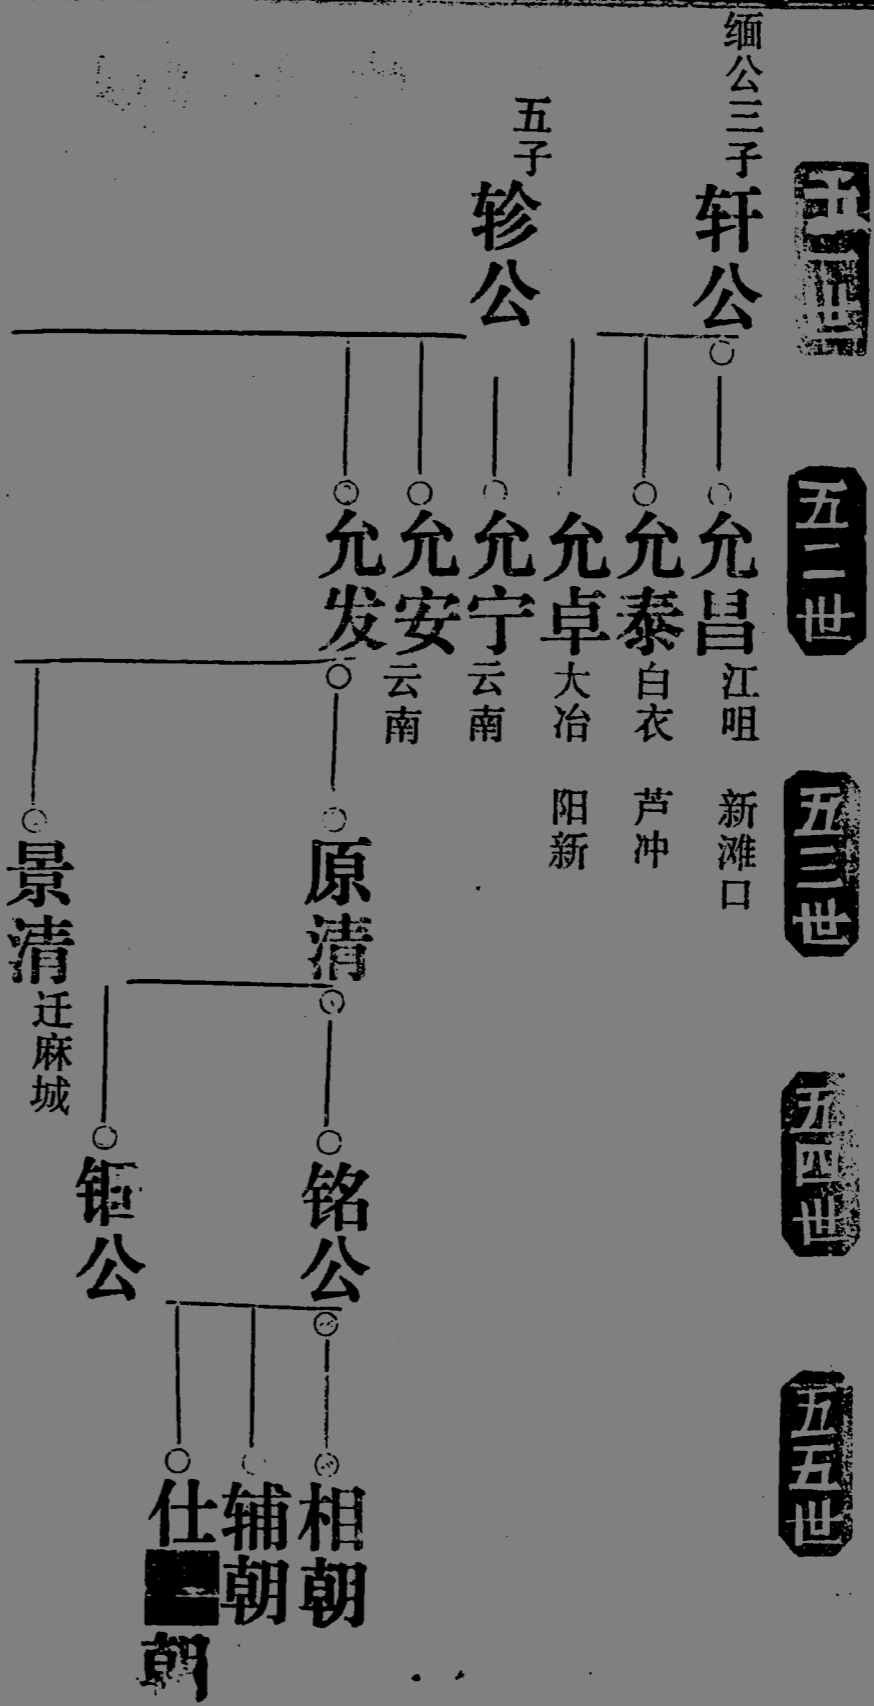 五一世
五二世
五三世
五四世
五五世
缅公三子
轩公
五子
轸公
允昌
江咀 新滩口
允泰
白衣 芦冲
允卓
大冶 阳新
允宁
云南
允安
云南
允发
原清
景清
迁麻城
铭公
钜公
相朝
辅朝
仕朝